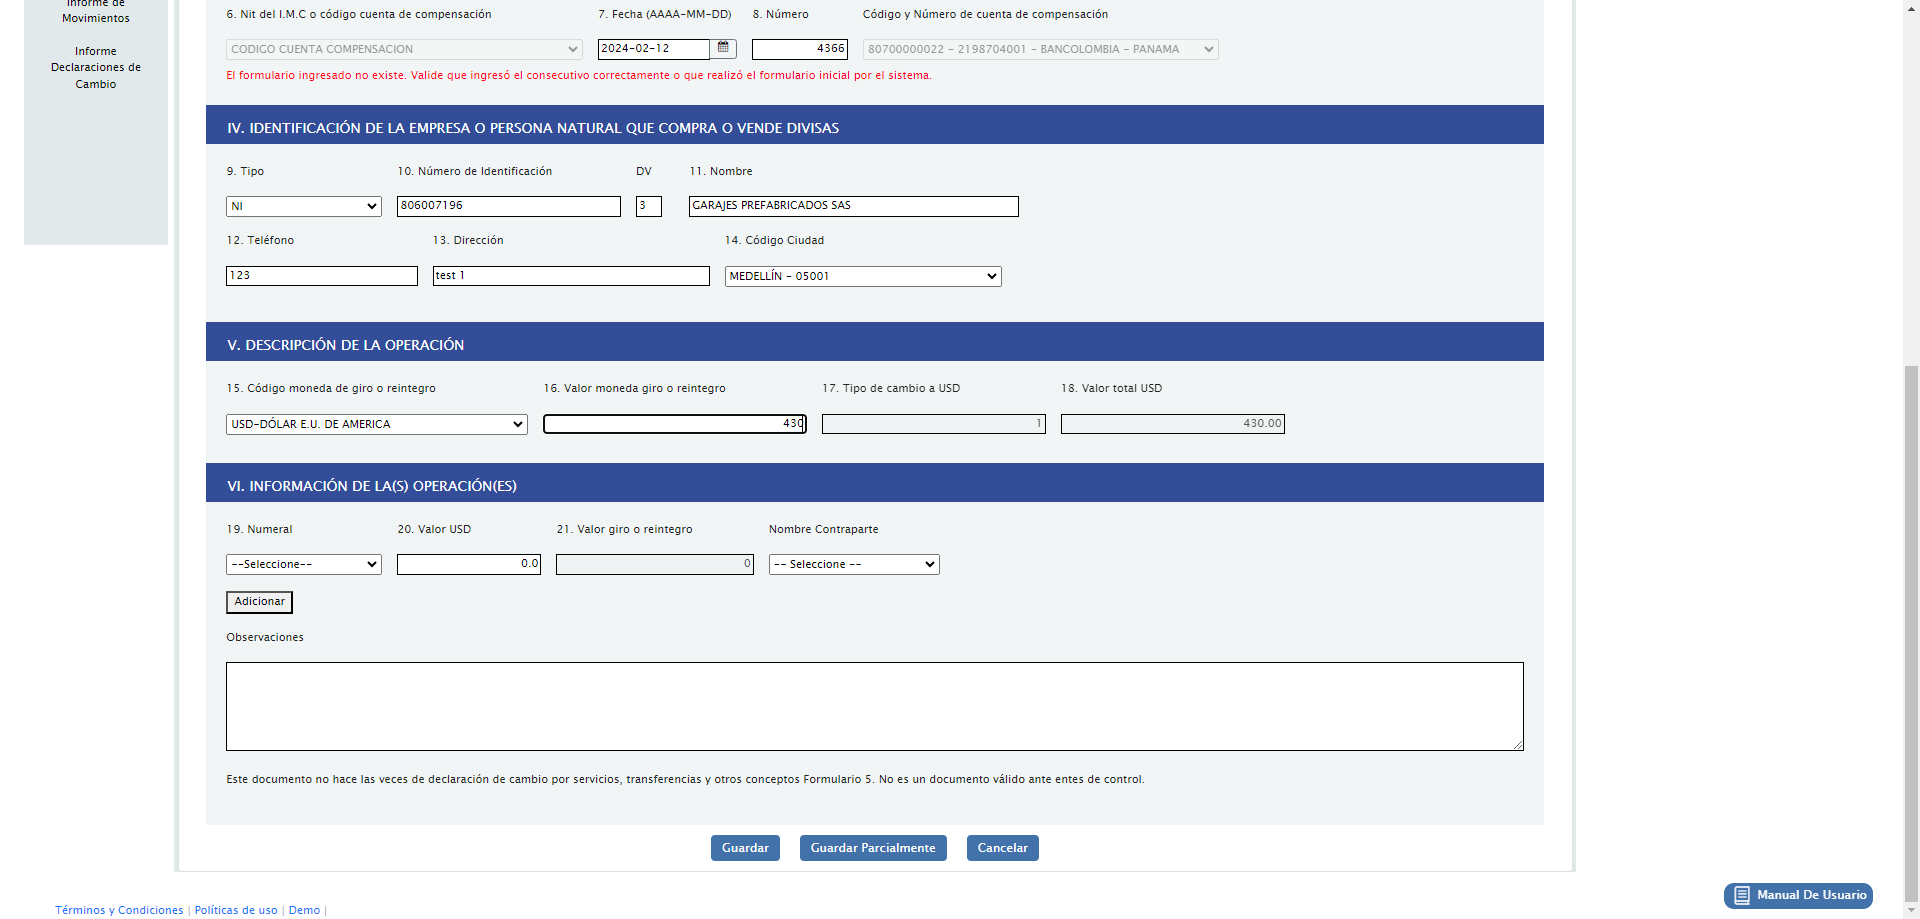 Informe de
Movimientos
Informe
Declaraciones de
Cambio
6. Nit del I.M.C o código cuenta de compensación
7. Fecha (AAAA-MM-DD)
8. Número
Código y Número de cuenta de compensación
CODIGO CUENTA COMPENSACION
2024-02-12
4366
80700000022 - 2198704001 - BANCOLOMBIA - PANAMA
El formulario ingresado no existe. Valide que ingresó el consecutivo correctamente o que realizó el formulario inicial por el sistema.
IV. IDENTIFICACIÓN DE LA EMPRESA O PERSONA NATURAL QUE COMPRA O VENDE DIVISAS
9. Tipo
10. Número de Identificación
DV
11. Nombre
NI
806007196
3
GARAJES PREFABRICADOS SAS
12. Teléfono
13. Dirección
14. Código Ciudad
123
test 1
MEDELLÍN - 05001
V. DESCRIPCIÓN DE LA OPERACIÓN
15. Código moneda de giro o reintegro
16. Valor moneda giro o reintegro
17. Tipo de cambio a USD
18. Valor total USD
USD-DÓLAR E.U. DE AMERICA
430
1
430.00
VI. INFORMACIÓN DE LA(S) OPERACIÓN(ES)
19. Numeral
20. Valor USD
21. Valor giro o reintegro
Nombre Contraparte
--Seleccione--
0.0
0
-- Seleccione --
Adicionar
Observaciones
Este documento no hace las veces de declaración de cambio por servicios, transferencias y otros conceptos Formulario 5. No es un documento válido ante entes de control.
Guardar
Guardar Parcialmente
Cancelar
Manual De Usuario
Términos y Condiciones | Políticas de uso | Demo |